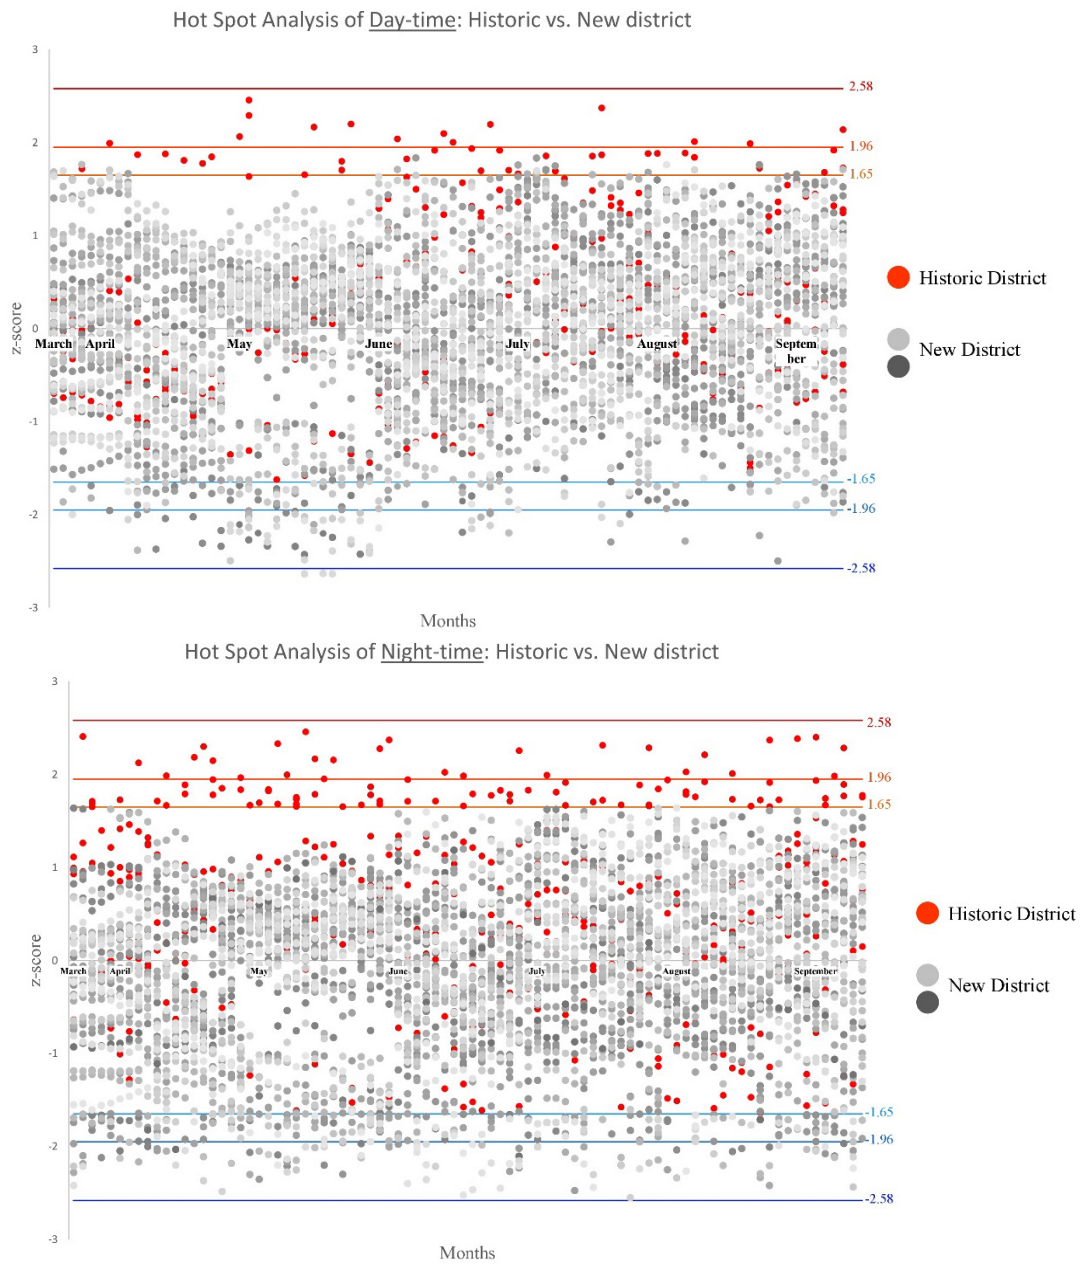 Hot Spot Analysis of Day-time: Historic vs. New district
3
2.58
2
1.96
1.65
1
Historic District
z-score
0
March April May June July August Septem
ber
New District
-1
-1.65
-1.96
-2
-2.58
-3
Months
Hot Spot Analysis of Night-time: Historic vs. New district
3
2.58
2
1.96
1.65
1
Historic District
z-score
0
March April May June July August September
New District
-1
-1.65
-1.96
-2
-2.58
-3
Months